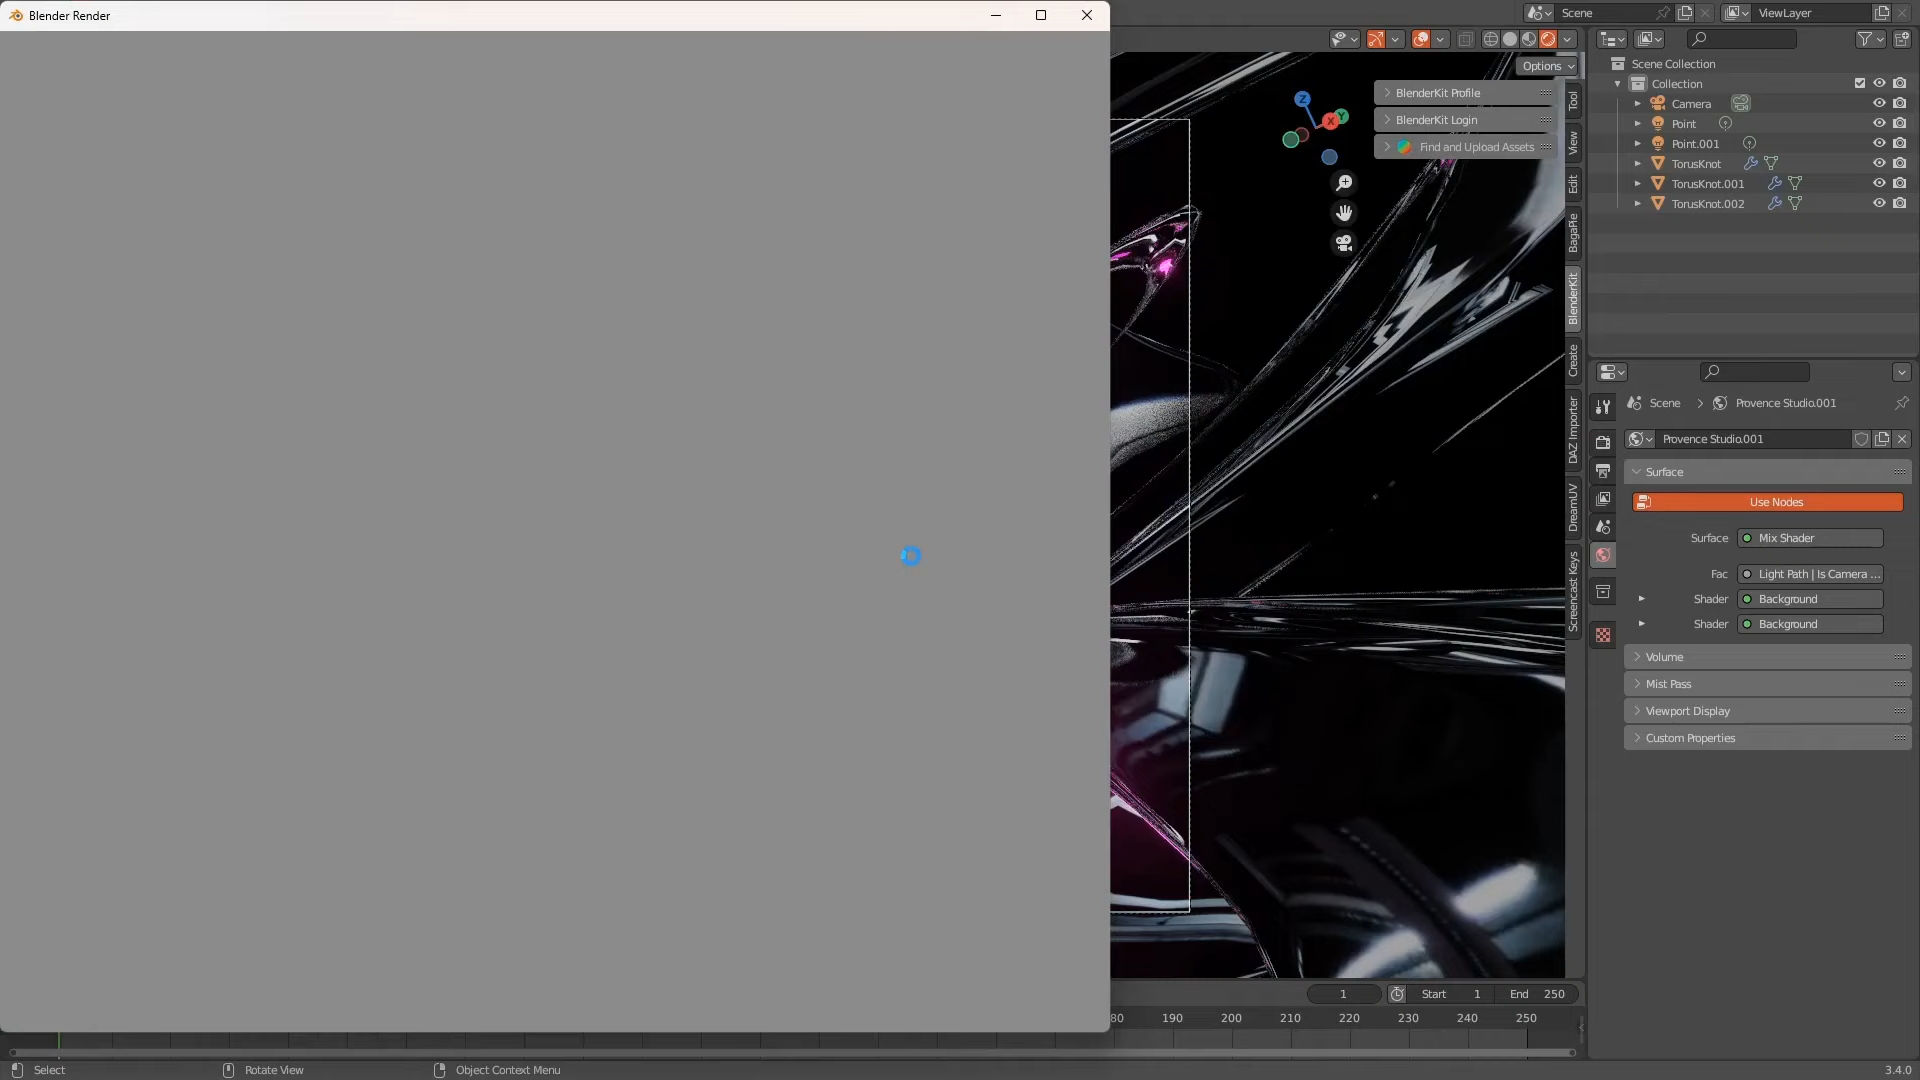 Blender Render
Scene
ViewLayer
Options
BlenderKit Profile
BlenderKit Login
Find and Upload Assets
Z
Y
X
Tool
View
Edit
BagaPie
BlenderKit
Create
DAZ Importer
DreamUV
Screencast Keys
Scene Collection
Collection
Camera
Point
Point.001
TorusKnot
TorusKnot.001
TorusKnot.002
Scene
Provence Studio.001
Provence Studio.001
Surface
Use Nodes
Surface Mix Shader
Fac Light Path | Is Camera ...
Shader Background
Shader Background
Volume
Mist Pass
Viewport Display
Custom Properties
1 Start 1 End 250
80 190 200 210 220 230 240 250
Select Rotate View Object Context Menu 3.4.0